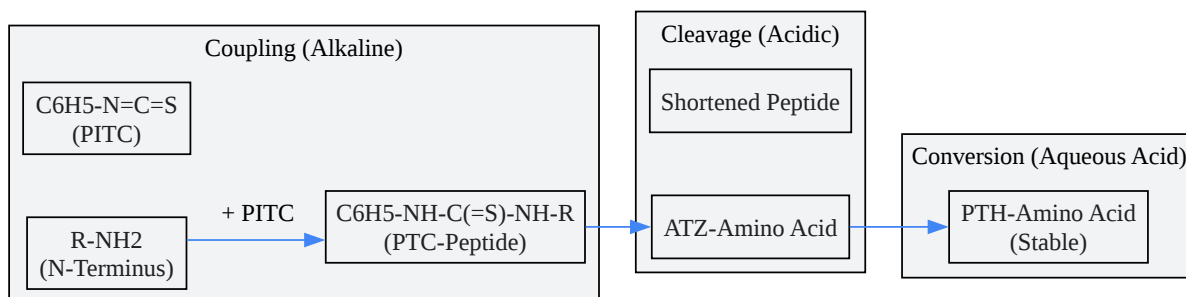 Coupling (Alkaline)
C6H5-N=C=S
(PITC)
R-NH2
(N-Terminus)
+ PITC
C6H5-NH-C(=S)-NH-R
(PTC-Peptide)
Cleavage (Acidic)
Shortened Peptide
ATZ-Amino Acid
Conversion (Aqueous Acid)
PTH-Amino Acid
(Stable)